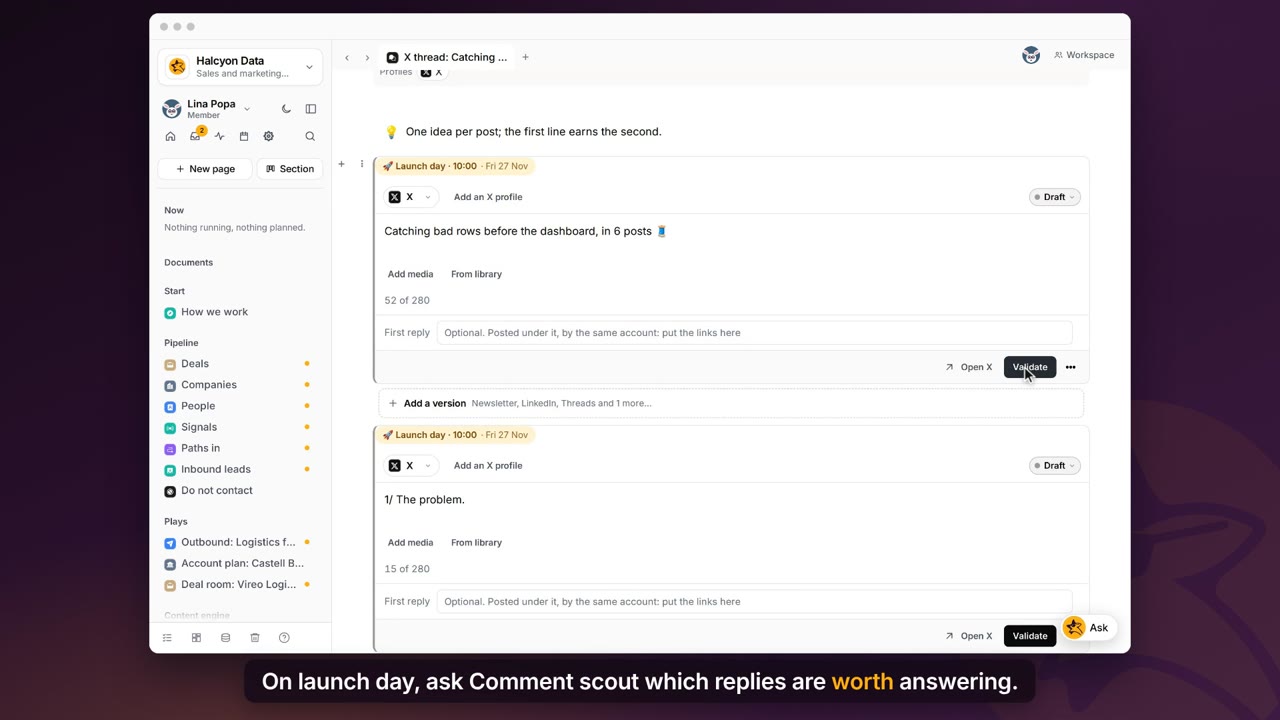 Halcyon Data
Sales and marketing...
Lina Popa
Member
2
New page
Section
Now
Nothing running, nothing planned.
Documents
Start
How we work
Pipeline
Deals
Companies
People
Signals
Paths in
Inbound leads
Do not contact
Plays
Outbound: Logistics f...
Account plan: Castell B...
Deal room: Vireo Logi...
Content engine
X thread: Catching ...
Workspace
Profiles X
One idea per post; the first line earns the second.
Launch day · 10:00 · Fri 27 Nov
X Add an X profile Draft
Catching bad rows before the dashboard, in 6 posts
Add media From library
52 of 280
First reply Optional. Posted under it, by the same account: put the links here
Open X Validate
Add a version Newsletter, LinkedIn, Threads and 1 more...
Launch day · 10:00 · Fri 27 Nov
X Add an X profile Draft
1/ The problem.
Add media From library
15 of 280
First reply Optional. Posted under it, by the same account: put the links here
Open X Validate
Ask
On launch day, ask Comment scout which replies are worth answering.